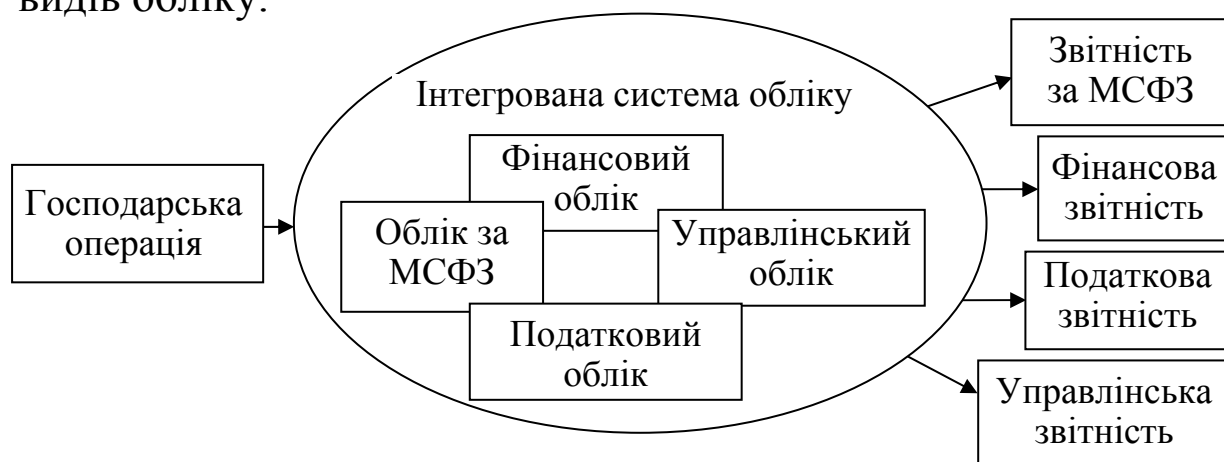 видів обліку.
Інтегрована система обліку
Господарська
операція
Фінансовий
облік
Облік за
МСФЗ
Управлінський
облік
Податковий
облік
Звітність
за МСФЗ
Фінансова
звітність
Податкова
звітність
Управлінська
звітність